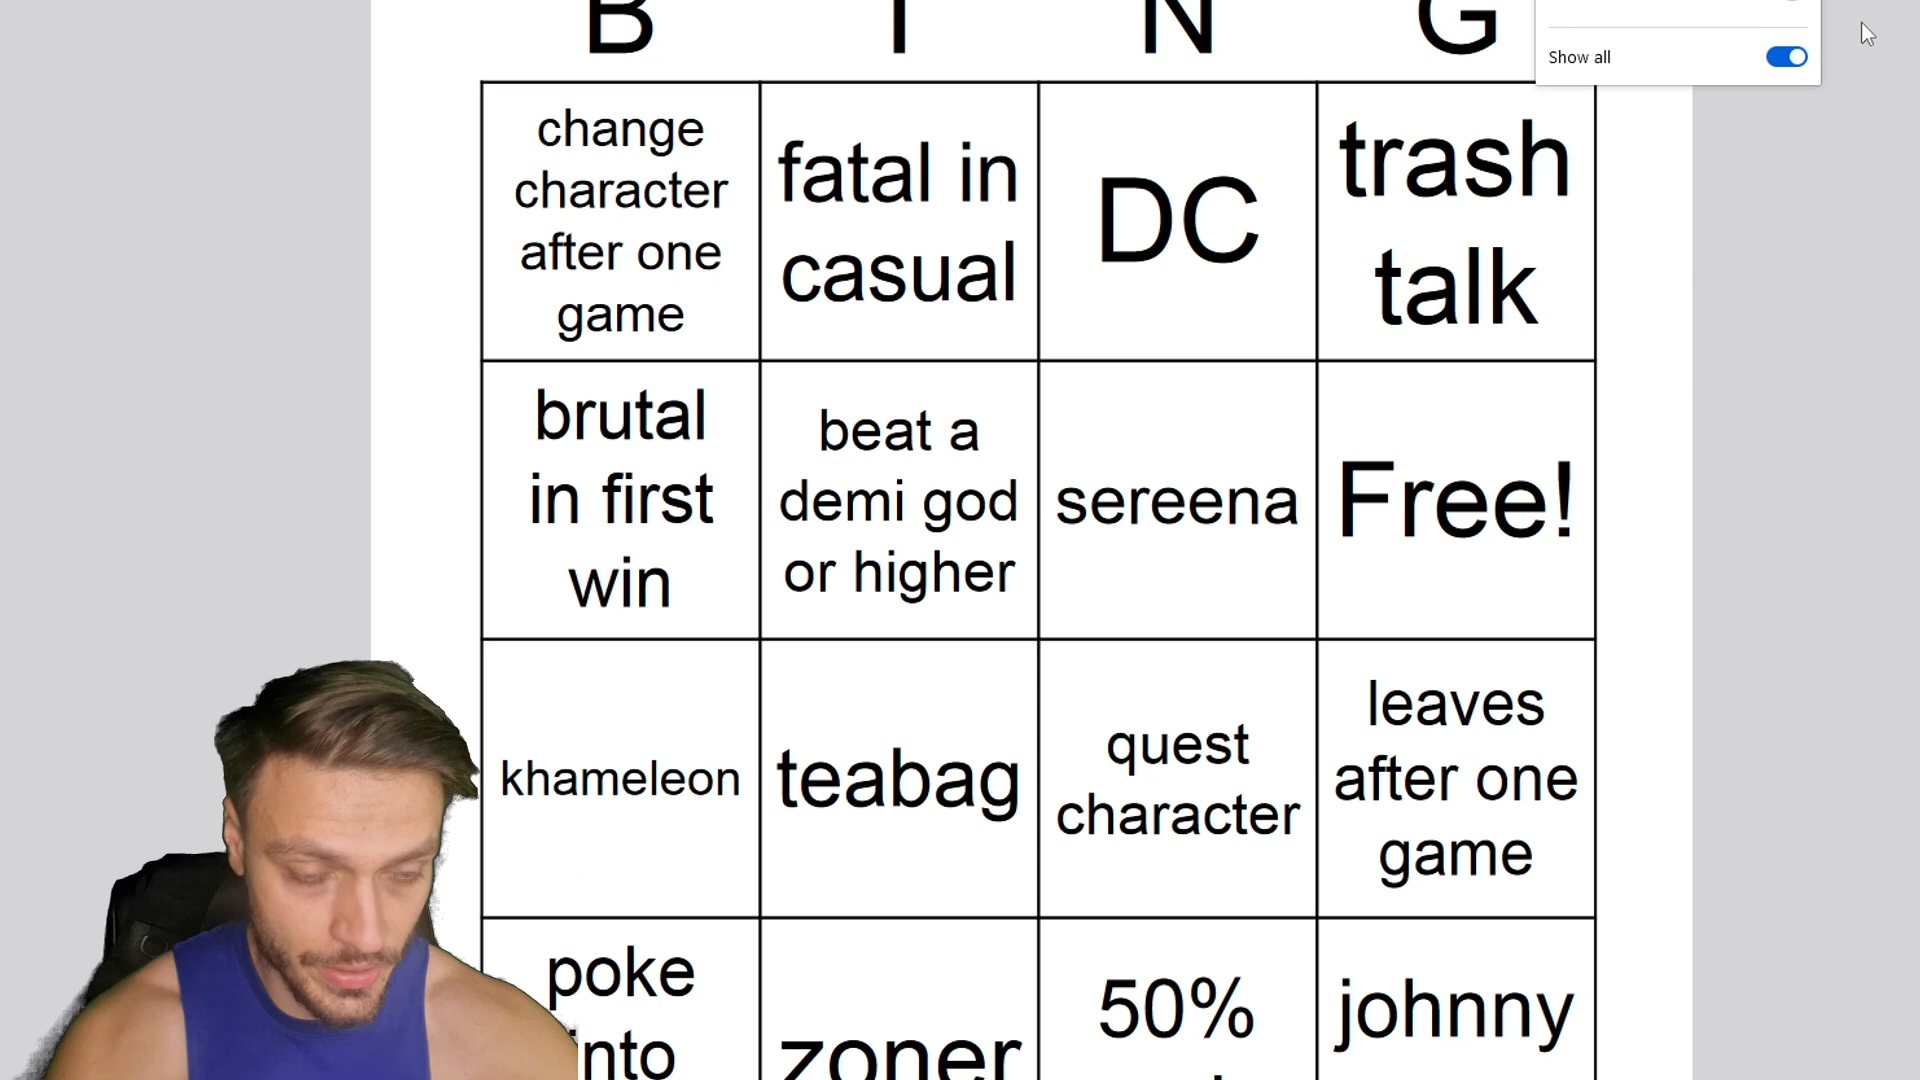 B I N G
Show all
change
character
after one
game
fatal in
casual
DC
trash
talk
brutal
in first
win
beat a
demi god
or higher
sereena
Free!
khameleon
teabag
quest
character
leaves
after one
game
poke
zoner
50%
johnny